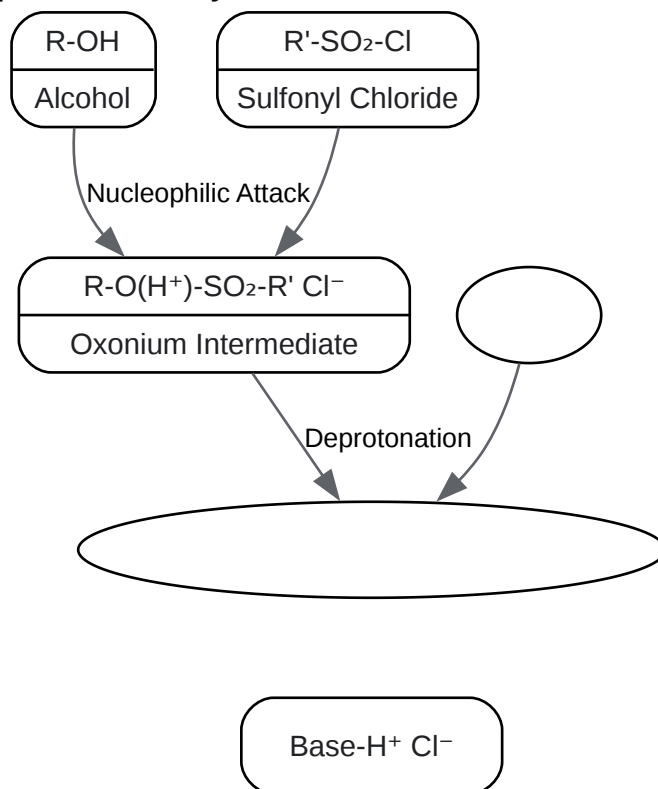 R-OH
Alcohol
R'-SO₂-Cl
Sulfonyl Chloride
Nucleophilic Attack
R-O(H⁺)-SO₂-R' Cl⁻
Oxonium Intermediate
Deprotonation
Base-H⁺ Cl⁻